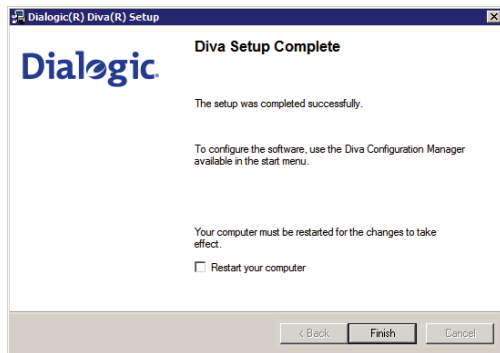 Dialogic(R) Diva(R) Setup
Dialogic.
Diva Setup Complete
The setup was completed successfully.
To configure the software, use the Diva Configuration Manager
available in the start menu.
Your computer must be restarted for the changes to take
effect.
Restart your computer
< Back
Finish
Cancel